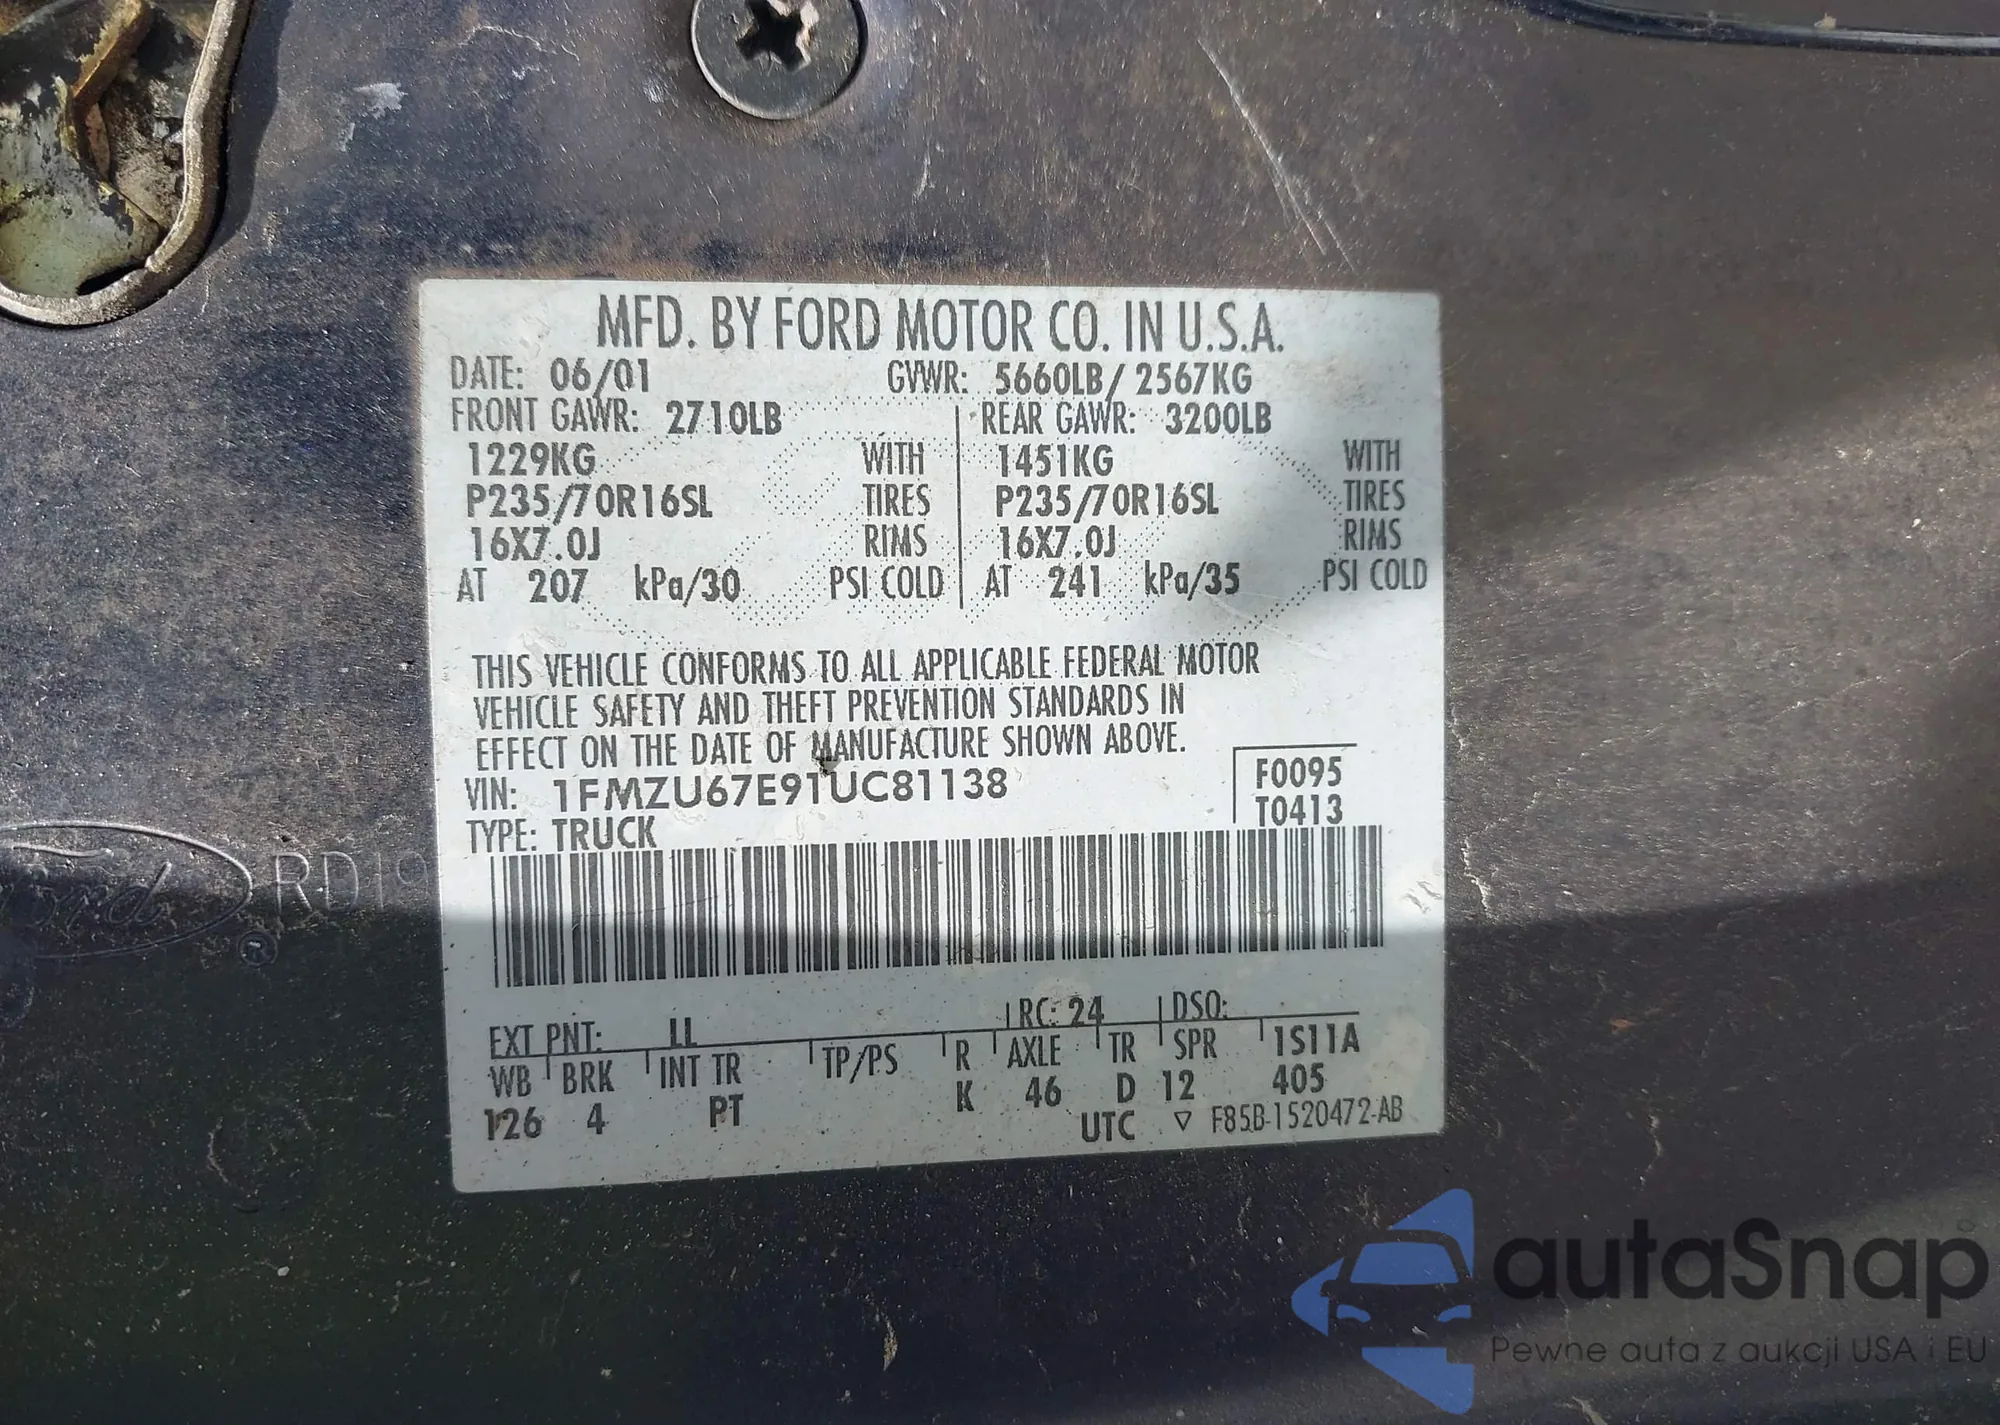 MFD. BY FORD MOTOR CO. IN U.S.A.
DATE: 06/01 GVWR: 5660LB/2567KG
FRONT GAWR: 2710LB REAR GAWR: 3200LB
1229KG WITH 1451KG WITH
P235/70R16SL TIRES P235/70R16SL TIRES
16X7.0J RIMS 16X7.0J RIMS
AT 207 kPa/30 PSI COLD AT 241 kPa/35 PSI COLD
THIS VEHICLE CONFORMS TO ALL APPLICABLE FEDERAL MOTOR
VEHICLE SAFETY AND THEFT PREVENTION STANDARDS IN
EFFECT ON THE DATE OF MANUFACTURE SHOWN ABOVE.
VIN: 1FMZU67E91UC81138 F0095
TYPE: TRUCK T0413
Ford ® RD19
EXT PNT: LL RC: 24 DSO:
WB BRK INT TR TP/PS R AXLE TR SPR 1S11A
126 4 PT K 46 D 12 405
UTC ▽ F85B-1520472-AB
autaSnap
Pewne auta z aukcji USA i EU